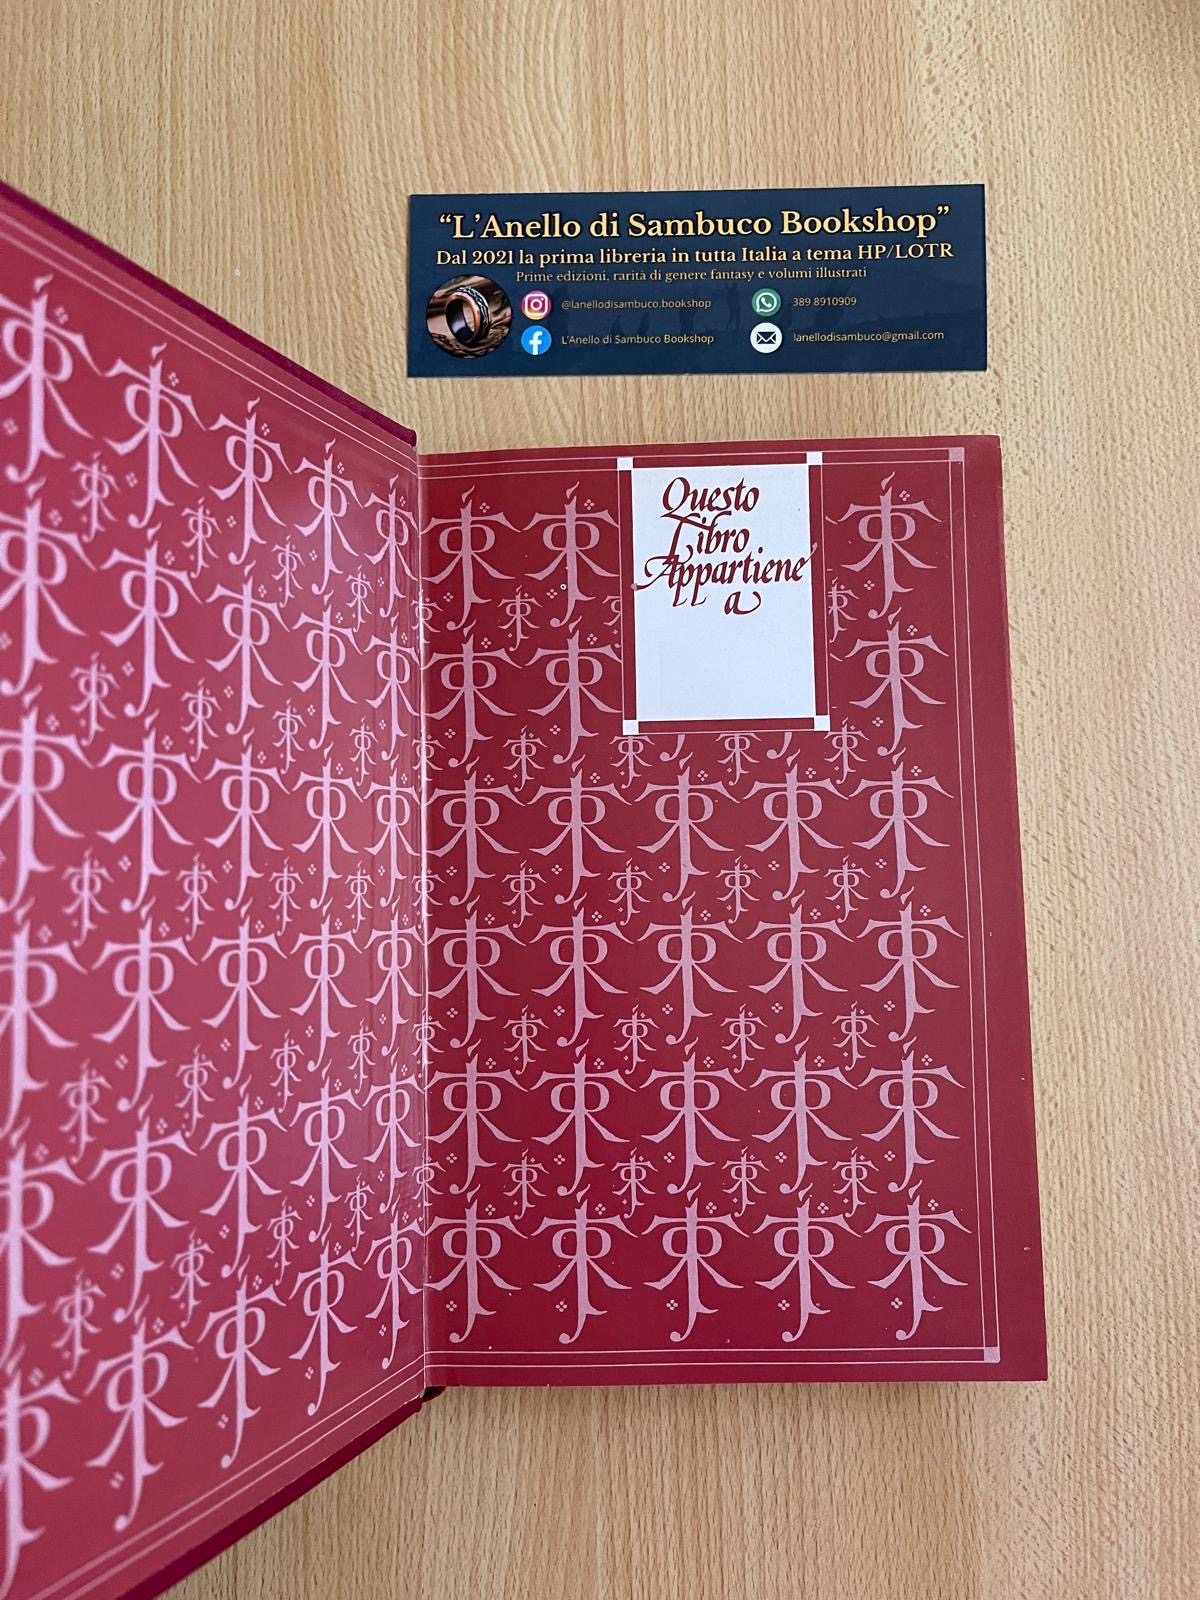 “L’Anello di Sambuco Bookshop”
Dal 2021 la prima libreria in tutta Italia a tema HP/LOTR
Prime edizioni, rarità di genere fantasy e volumi illustrati
@lanellodisambuco.bookshop
389 8910909
L'Anello di Sambuco Bookshop
lanellodisambuco@gmail.com
Questo
Libro
Appartiene
a